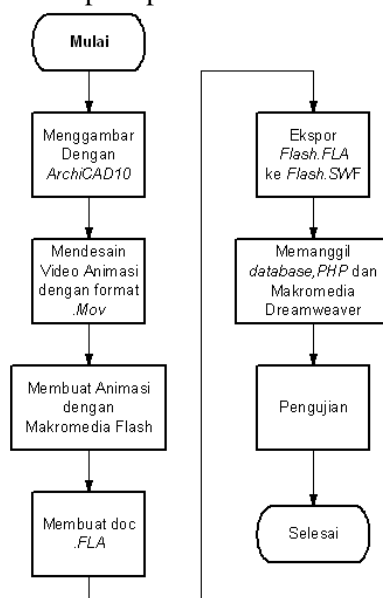 Mulai
Menggambar
Dengan
ArchiCAD10
Mendesain
Video Animasi
dengan format
.Mov
Membuat Animasi
dengan
Makromedia Flash
Membuat doc
.FLA
Ekspor
Flash.FLA
ke Flash.SWF
Memanggil
database,PHP dan
Makromedia
Dreamweaver
Pengujian
Selesai